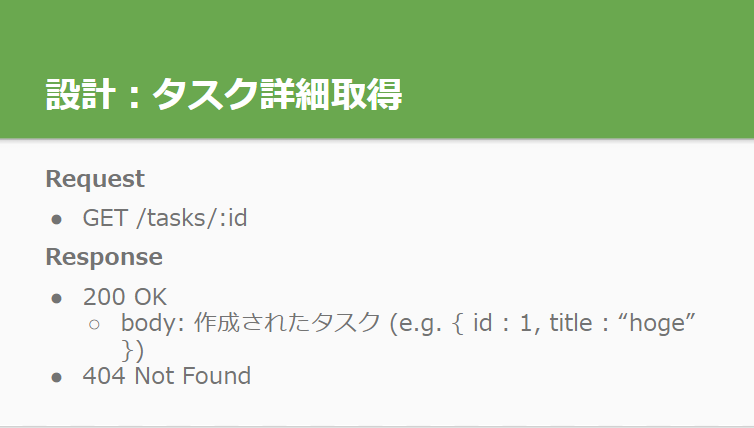 設計：タスク詳細取得
Request
● GET /tasks/:id
Response
● 200 OK
○ body: 作成されたタスク (e.g. { id : 1, title : “hoge”
})
● 404 Not Found